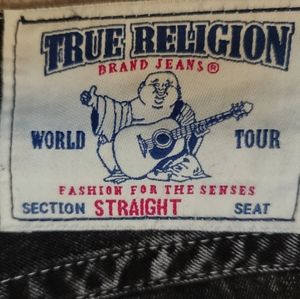 TRUE RELIGION
BRAND JEANS®
WORLD TOUR
FASHION FOR THE SENSES
SECTION STRAIGHT SEAT